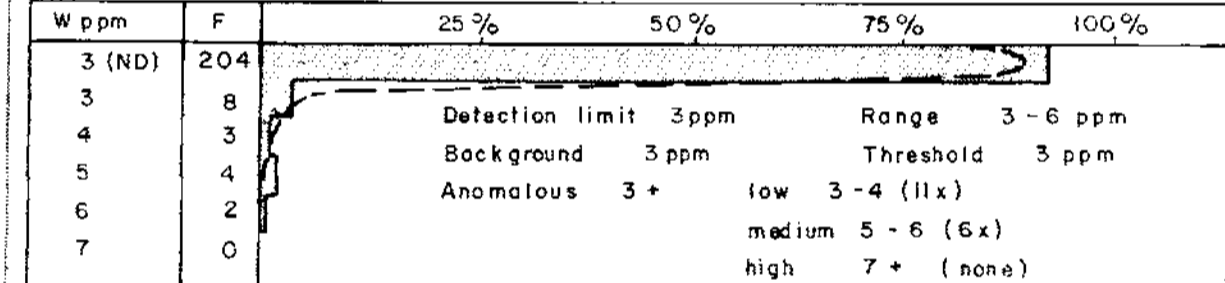 W ppm F 25% 50% 75% 100%
3 (ND) 204
3 8
4 3
5 4
6 2
7 0
Detection limit 3ppm Range 3-6 ppm
Background 3 ppm Threshold 3 ppm
Anomalous 3+ low 3-4 (11x)
medium 5-6 (6x)
high 7+ (none)